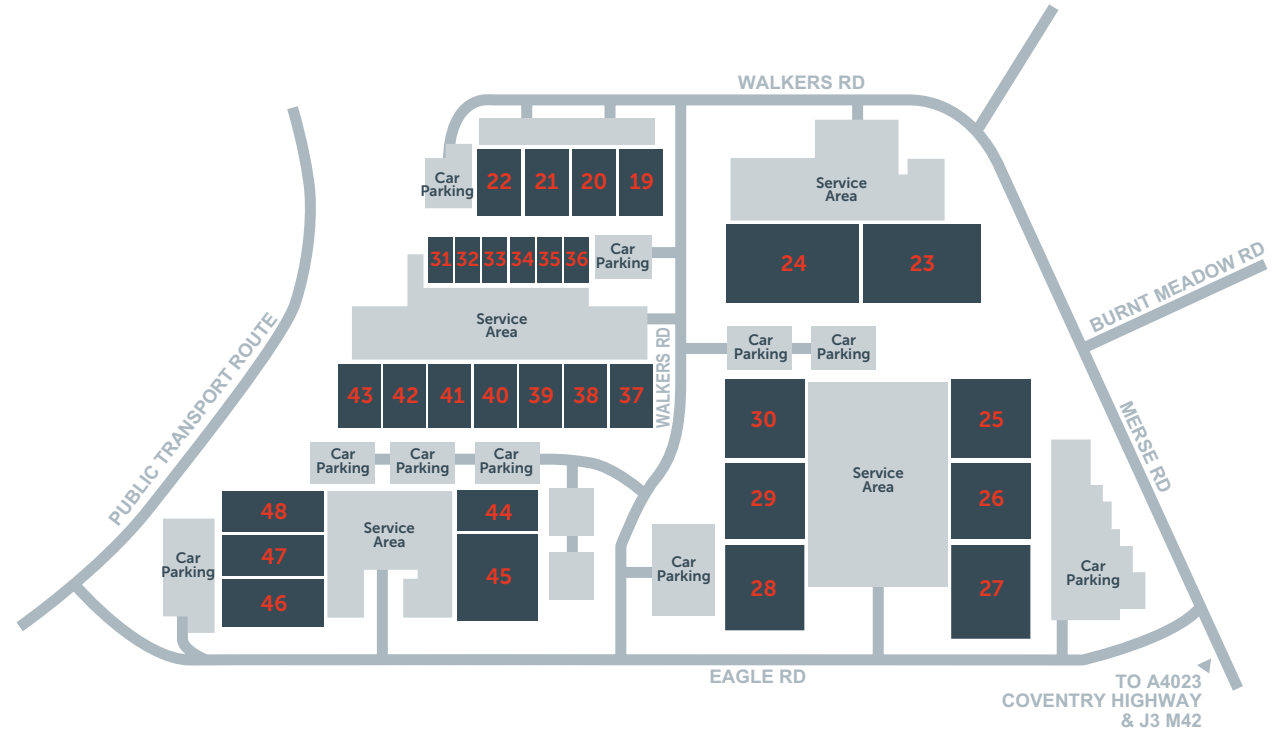 WALKERS RD
Car
Parking
22
21
20
19
Service
Area
31
32
33
34
35
36
Car
Parking
24
23
BURNT MEADOW RD
Service
Area
PUBLIC TRANSPORT ROUTE
WALKERS RD
Car
Parking
Car
Parking
43
42
41
40
39
38
37
30
25
MERSE RD
Car
Parking
Car
Parking
Car
Parking
Service
Area
29
26
48
Service
Area
44
47
45
46
Car
Parking
Car
Parking
28
27
Car
Parking
EAGLE RD
TO A4023
COVENTRY HIGHWAY
& J3 M42